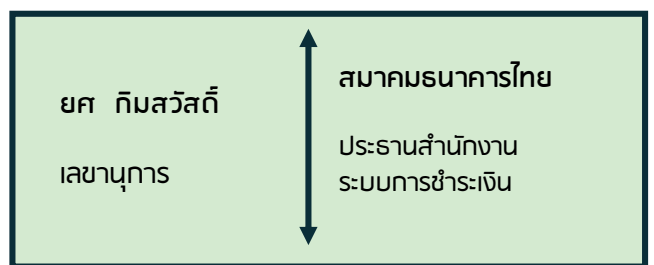 ยศ กิมสวัสดิ์
เลขานุการ
สมาคมธนาคารไทย
ประธานสำนักงาน
ระบบการชำระเงิน